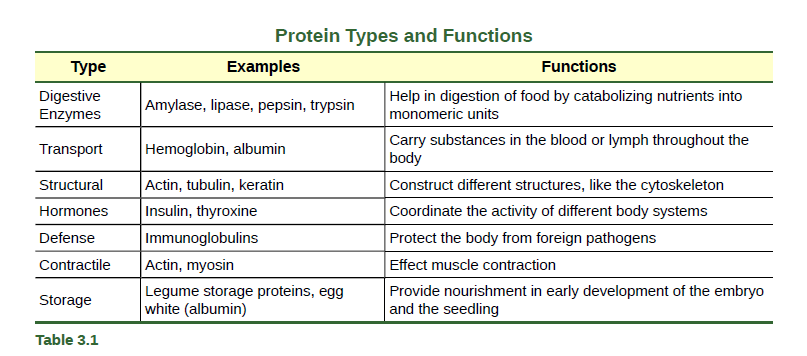 Protein Types and Functions
Type Examples Functions
Digestive
Enzymes
Amylase, lipase, pepsin, trypsin
Help in digestion of food by catabolizing nutrients into
monomeric units
Transport
Hemoglobin, albumin
Carry substances in the blood or lymph throughout the
body
Structural
Actin, tubulin, keratin
Construct different structures, like the cytoskeleton
Hormones
Insulin, thyroxine
Coordinate the activity of different body systems
Defense
Immunoglobulins
Protect the body from foreign pathogens
Contractile
Actin, myosin
Effect muscle contraction
Storage
Legume storage proteins, egg
white (albumin)
Provide nourishment in early development of the embryo
and the seedling
Table 3.1